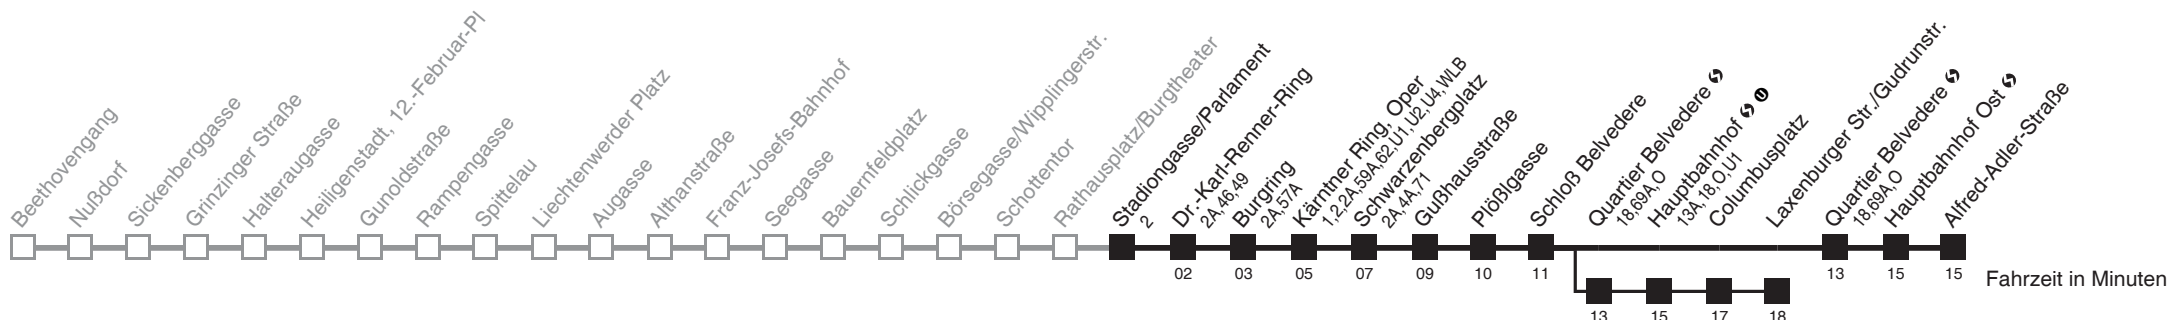 Beethovengang
Nußdorf
Sickenberggasse
Grinzinger Straße
Halteraugasse
Heiligenstadt, 12.-Februar-Pl
Gunoldstraße
Rampengasse
Spittelau
Liechtenwerder Platz
Augasse
Althanstraße
Franz-Josefs-Bahnhof
Seegasse
Bauernfeldplatz
Schlickgasse
Börsegasse/Wipplingerstr.
Schottentor
Rathausplatz/Burgtheater
Stadiongasse/Parlament
2
Dr.-Karl-Renner-Ring
2A,46,49
Burgring
2A,57A
Kärntner Ring, Oper
1,2,2A,59A,62,U1,U2,U4,WLB
Schwarzenbergplatz
2A,4A,71
Gußhausstraße
Plößlgasse
Schloß Belvedere
Quartier Belvedere
18,69A,O
Hauptbahnhof U
13A,18,O,U1
Columbusplatz
Laxenburger Str./Gudrunstr.
Quartier Belvedere
18,69A,O
Hauptbahnhof Ost
Alfred-Adler-Straße
02 03 05 07 09 10 11 13 15 15
Fahrzeit in Minuten
13 15 17 18